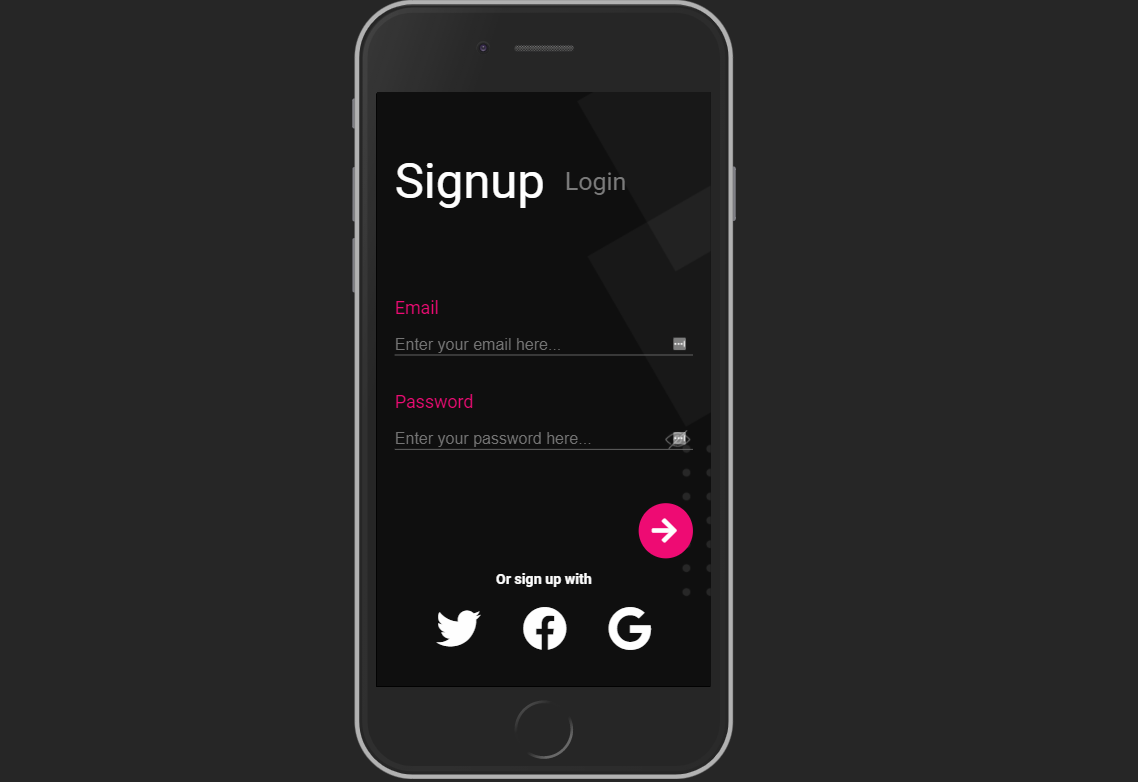 Signup Login
Email
Enter your email here...
Password
Enter your password here...
Or sign up with